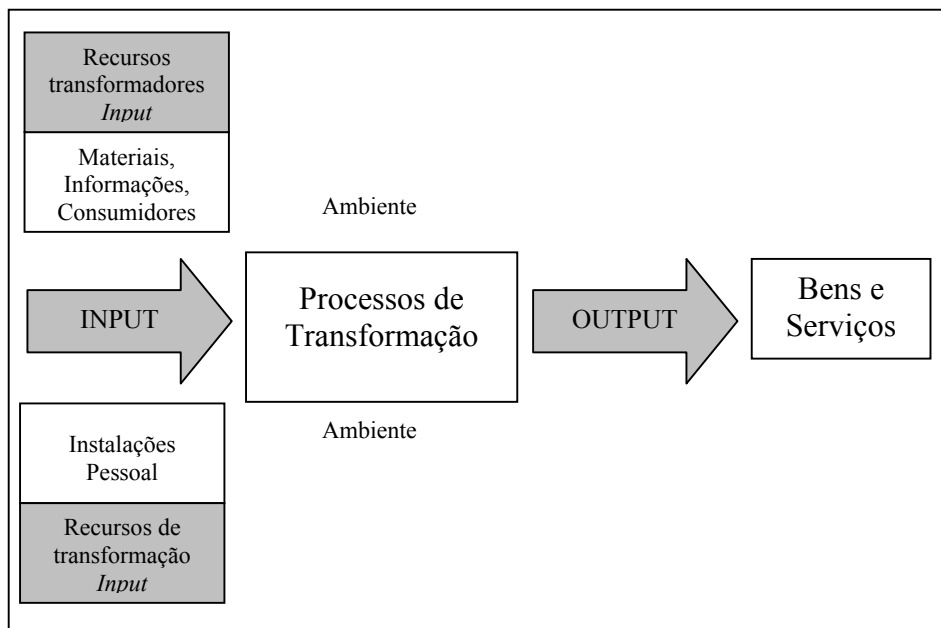 Recursos
transformadores
Input
Materiais,
Informações,
Consumidores
Ambiente
INPUT
Processos de
Transformação
OUTPUT
Bens e
Serviços
Ambiente
Instalações
Pessoal
Recursos de
transformação
Input